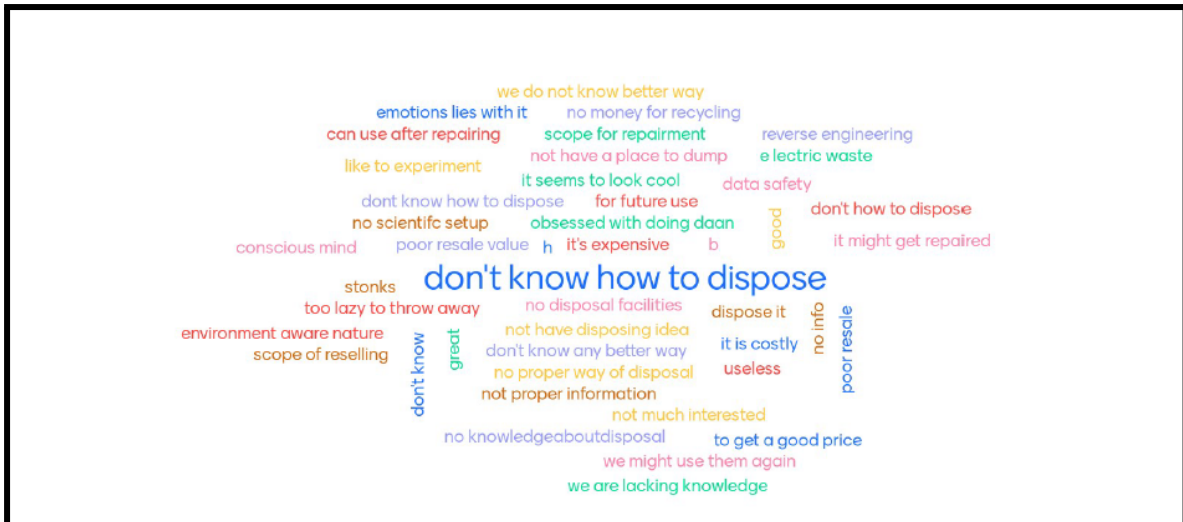 we do not know better way
emotions lies with it
no money for recycling
can use after repairing
scope for repairment
reverse engineering
like to experiment
not have a place to dump
electric waste
it seems to look cool
data safety
dont know how to dispose
for future use
good
don't how to dispose
no scientifc setup
obsessed with doing daan
conscious mind
poor resale value
h
it's expensive
b
it might get repaired
don't know how to dispose
stonks
too lazy to throw away
no disposal facilities
dispose it
no info
poor resale
environment aware nature
don't know
great
not have disposing idea
it is costly
scope of reselling
don't know any better way
no proper way of disposal
useless
not proper information
not much interested
no knowledgeaboutdisposal
to get a good price
we might use them again
we are lacking knowledge